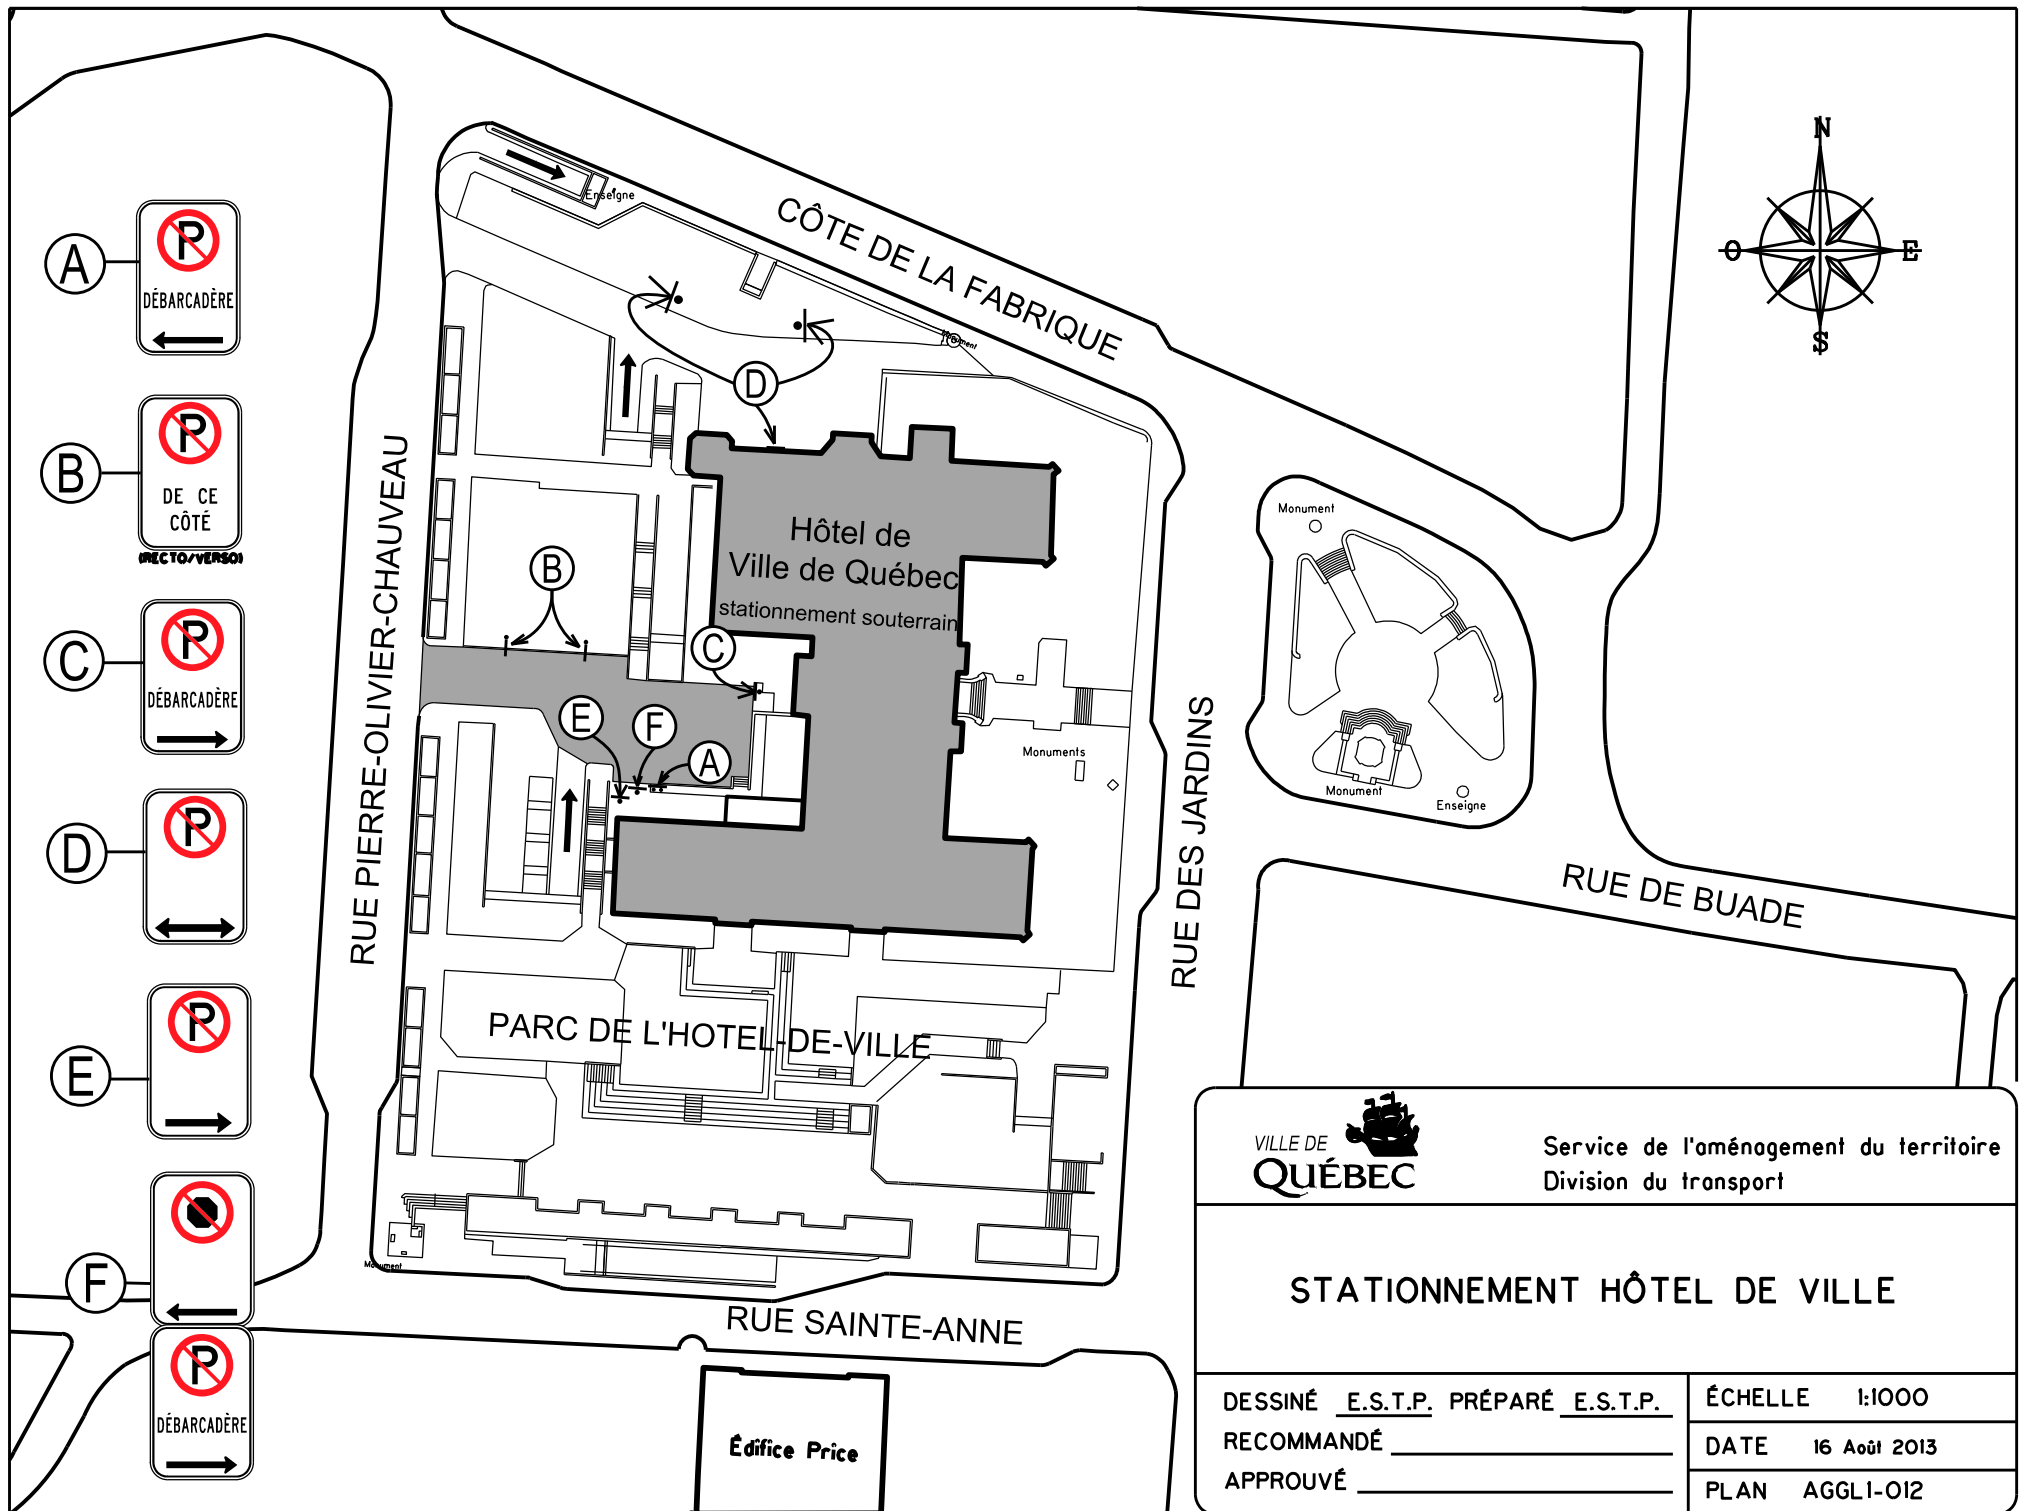 A
P
DÉBARCADÈRE
B
P
DE CE
CÔTÉ
(RECTO/VERSO)
C
P
DÉBARCADÈRE
D
P
E
P
F
P
DÉBARCADÈRE
Enseigne
CÔTE DE LA FABRIQUE
Monument
D
N
O
E
S
RUE PIERRE-OLIVIER-CHAUVEAU
Hôtel de
Ville de Québec
stationnement souterrain
B
C
E
F
A
Monuments
RUE DES JARDINS
Monument
Monument
Enseigne
RUE DE BUADE
PARC DE L'HOTEL-DE-VILLE
Monument
RUE SAINTE-ANNE
Édifice Price
VILLE DE
QUÉBEC
Service de l'aménagement du territoire
Division du transport
STATIONNEMENT HÔTEL DE VILLE
DESSINÉ E.S.T.P. PRÉPARÉ E.S.T.P.
RECOMMANDÉ
APPROUVÉ
ÉCHELLE 1:1000
DATE 16 Août 2013
PLAN AGGL1-012